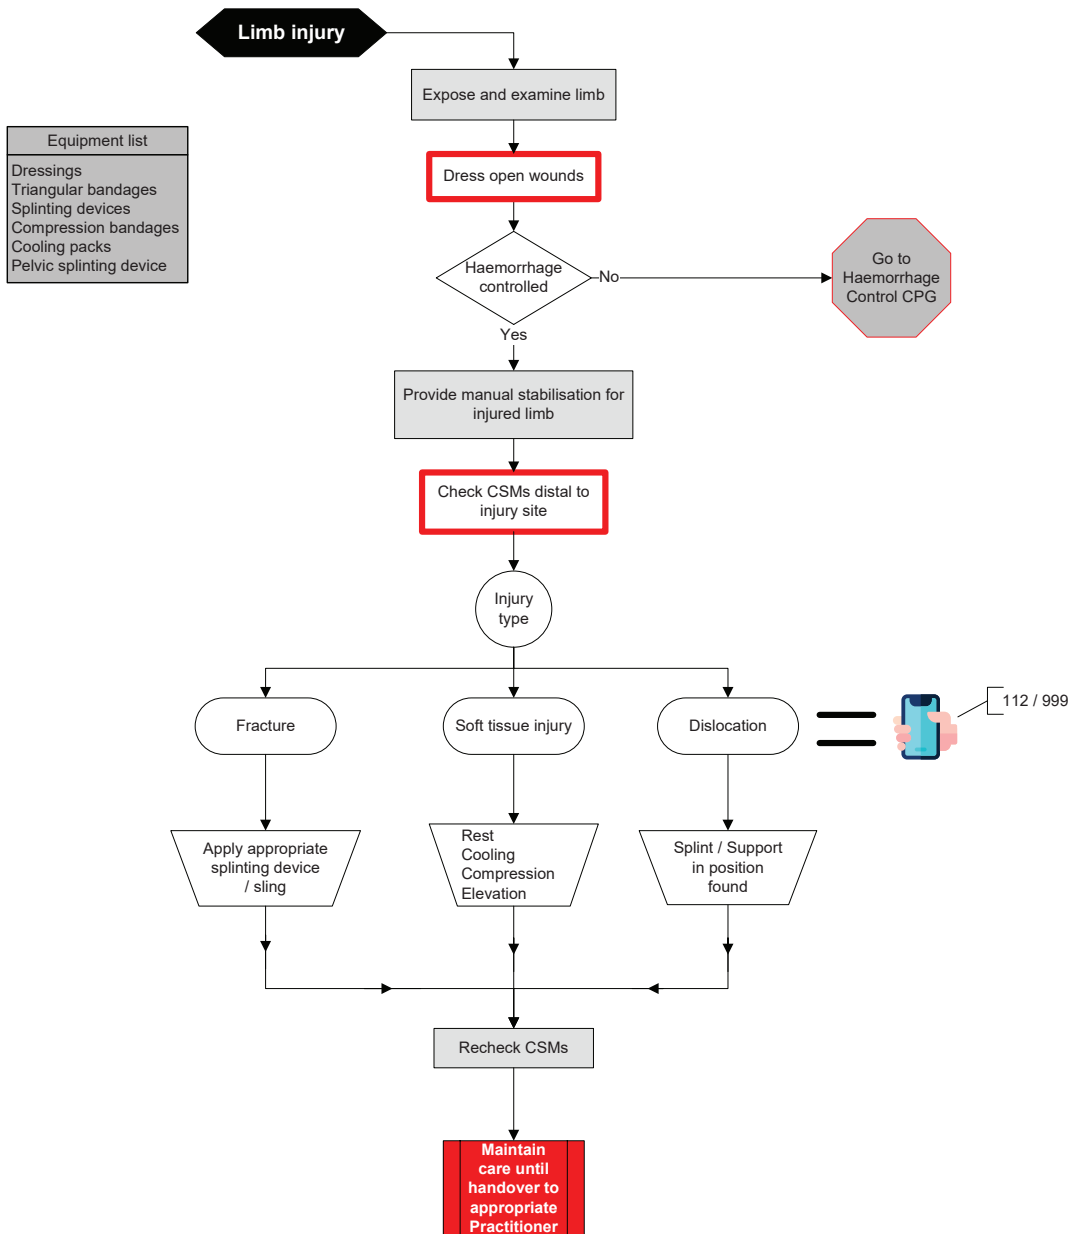 Limb injury
Expose and examine limb
Equipment list
Dressings
Triangular bandages
Splinting devices
Compression bandages
Cooling packs
Pelvic splinting device
Dress open wounds
Haemorrhage
controlled
No
Go to
Haemorrhage
Control CPG
Yes
Provide manual stabilisation for
injured limb
Check CSMs distal to
injury site
Injury
type
Fracture
Soft tissue injury
Dislocation
112 / 999
Apply appropriate
splinting device
/ sling
Rest
Cooling
Compression
Elevation
Splint / Support
in position
found
Recheck CSMs
Maintain
care until
handover to
appropriate
Practitioner